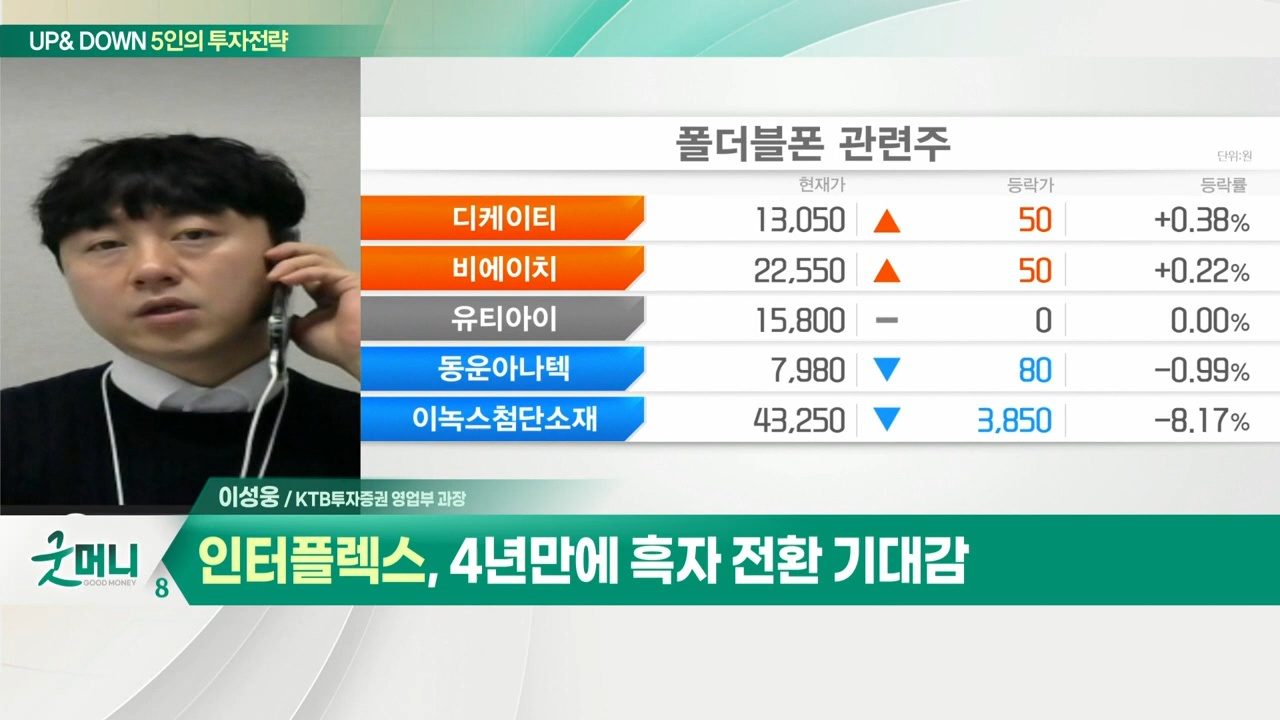 UP& DOWN 5인의 투자전략
폴더블폰 관련주
단위:원
현재가 등락가 등락률
디케이티 13,050 ▲ 50 +0.38%
비에이치 22,550 ▲ 50 +0.22%
유티아이 15,800 - 0 0.00%
동운아나텍 7,980 ▼ 80 -0.99%
이녹스첨단소재 43,250 ▼ 3,850 -8.17%
이성웅 / KTB투자증권 영업부 과장
굿머니
GOOD MONEY
8
인터플렉스, 4년만에 흑자 전환 기대감